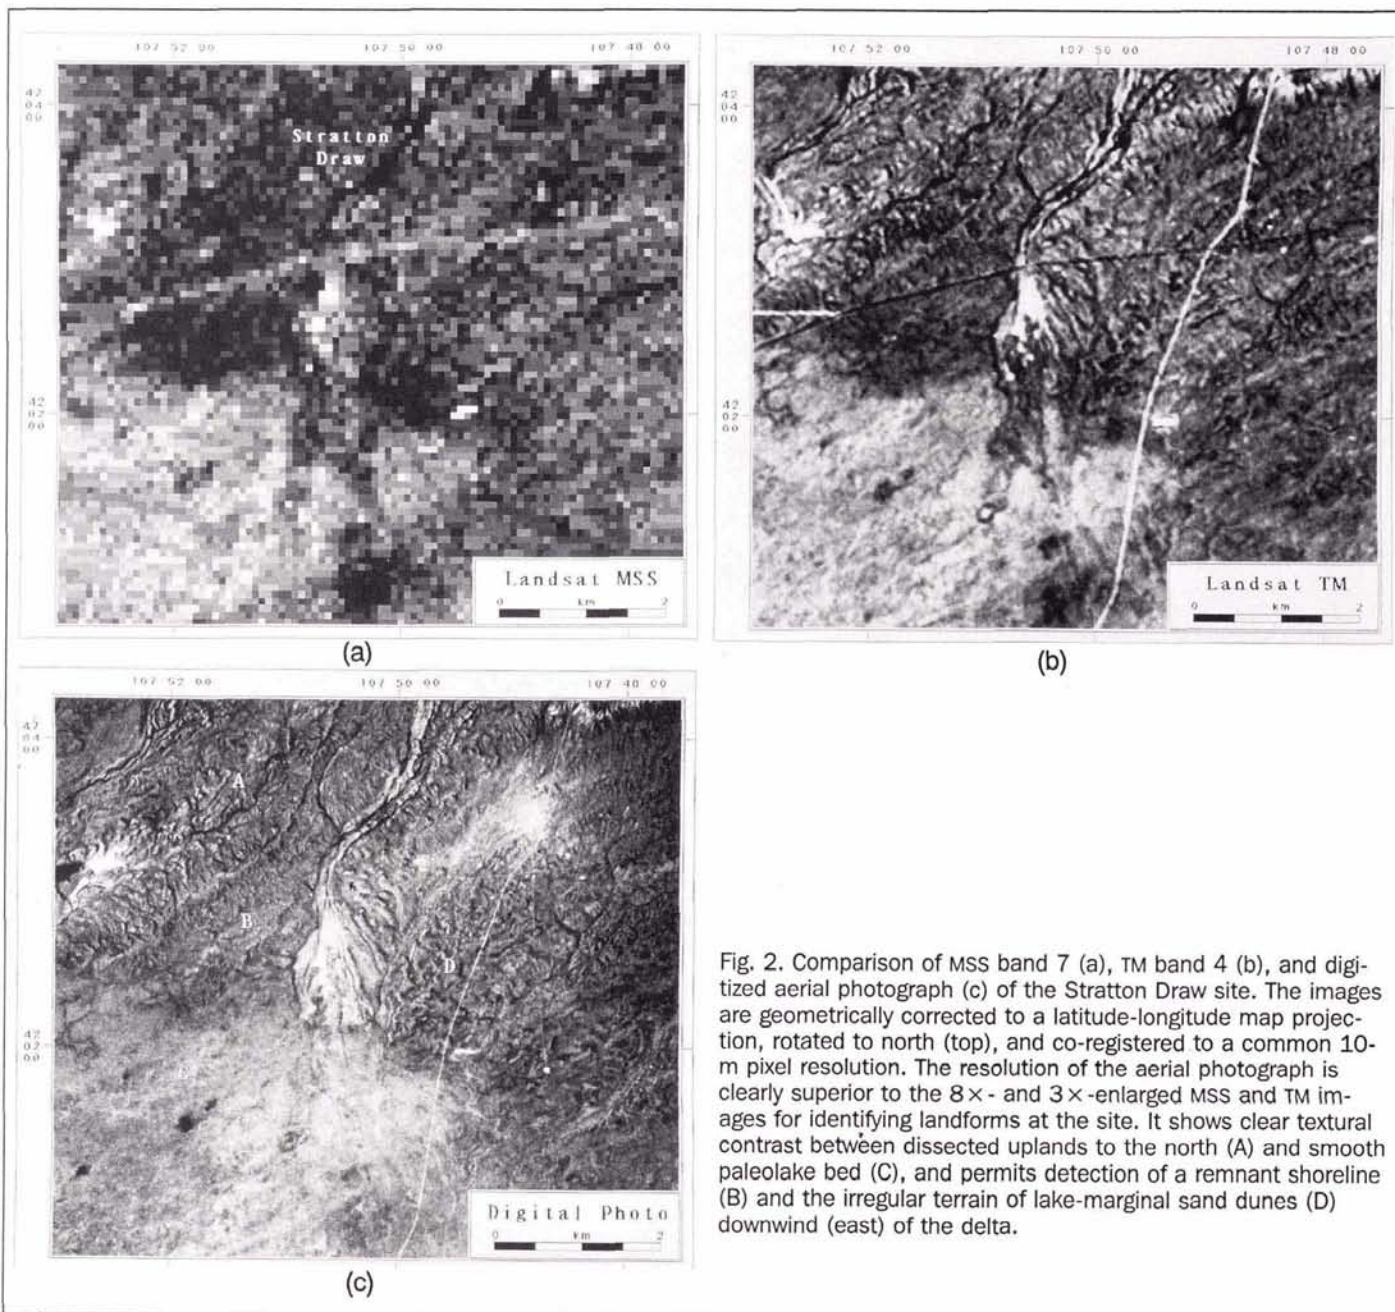 107 52 00
107 50 00
107 48 00
42
04
00
Stratton
Draw
42
02
00
Landsat MSS
0 km 2
(a)
107 52 00
107 50 00
107 48 00
42
04
00
42
02
00
Landsat TM
0 km 2
(b)
107 52 00
107 50 00
107 48 00
42
04
00
A
B
D
42
02
00
Digital Photo
0 km 2
(c)
Fig. 2. Comparison of MSS band 7 (a), TM band 4 (b), and digi-
tized aerial photograph (c) of the Stratton Draw site. The images
are geometrically corrected to a latitude-longitude map projec-
tion, rotated to north (top), and co-registered to a common 10-
m pixel resolution. The resolution of the aerial photograph is
clearly superior to the 8×- and 3×-enlarged MSS and TM im-
ages for identifying landforms at the site. It shows clear textural
contrast between dissected uplands to the north (A) and smooth
paleolake bed (C), and permits detection of a remnant shoreline
(B) and the irregular terrain of lake-marginal sand dunes (D)
downwind (east) of the delta.